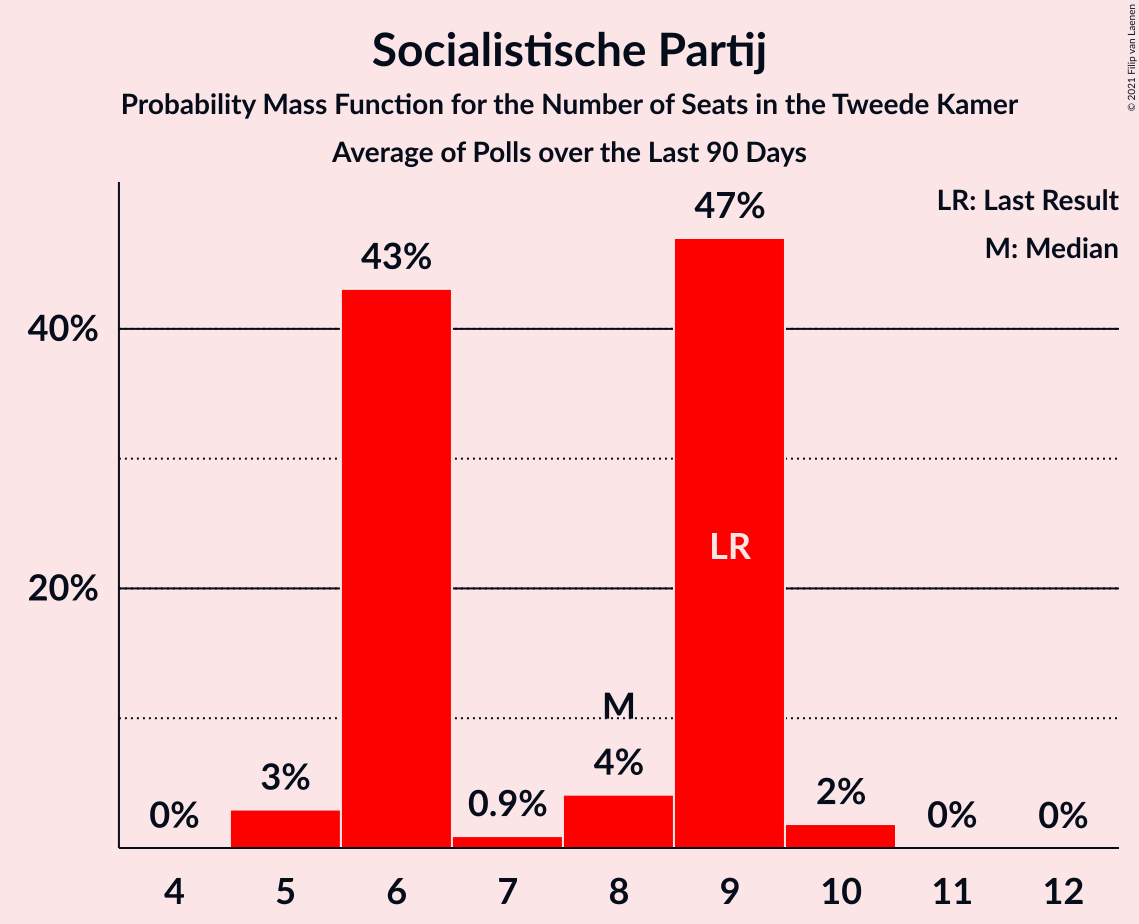 Socialistische Partij
Probability Mass Function for the Number of Seats in the Tweede Kamer
Average of Polls over the Last 90 Days
© 2021 Filip van Laenen
LR: Last Result
M: Median
47%
43%
40%
LR
20%
M
4%
3%
2%
0.9%
0%
0%
0%
4 5 6 7 8 9 10 11 12